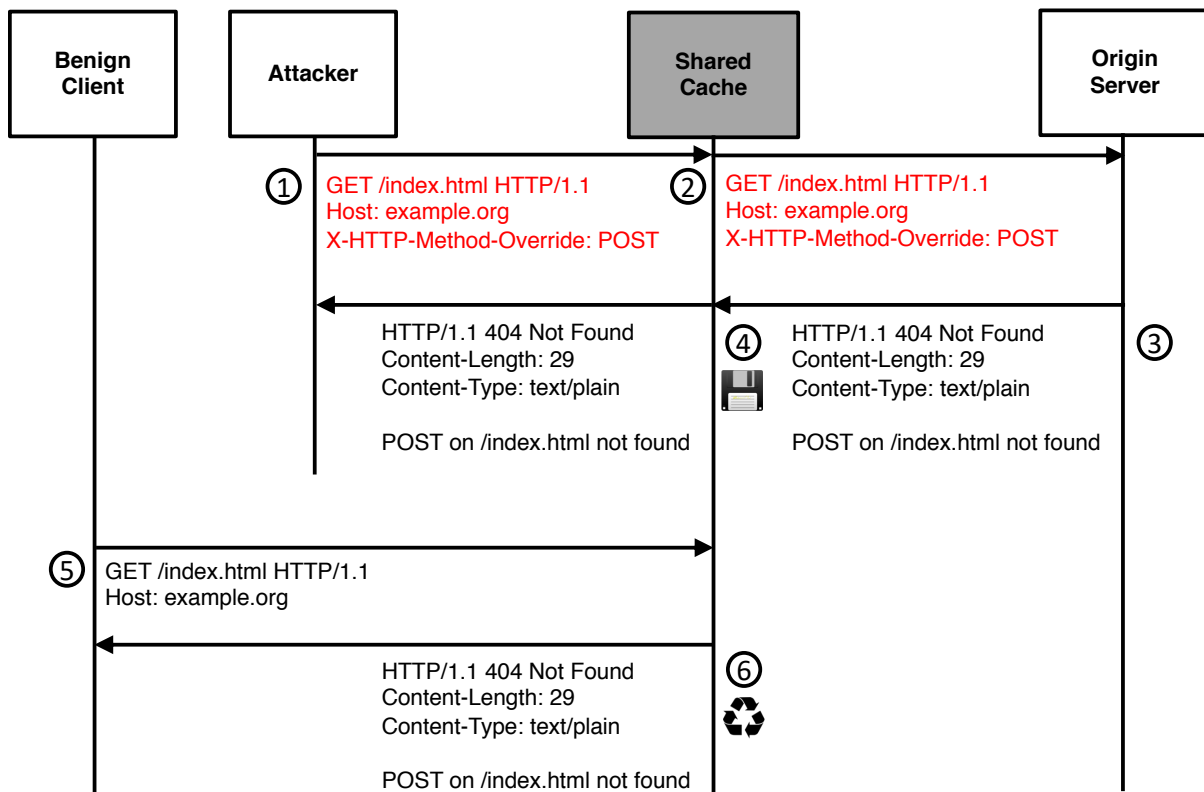 Benign
Client
Attacker
Shared
Cache
Origin
Server
1
GET /index.html HTTP/1.1
Host: example.org
X-HTTP-Method-Override: POST
2
GET /index.html HTTP/1.1
Host: example.org
X-HTTP-Method-Override: POST
HTTP/1.1 404 Not Found
Content-Length: 29
Content-Type: text/plain
POST on /index.html not found
4
HTTP/1.1 404 Not Found
Content-Length: 29
Content-Type: text/plain
POST on /index.html not found
3
5
GET /index.html HTTP/1.1
Host: example.org
HTTP/1.1 404 Not Found
Content-Length: 29
Content-Type: text/plain
POST on /index.html not found
6